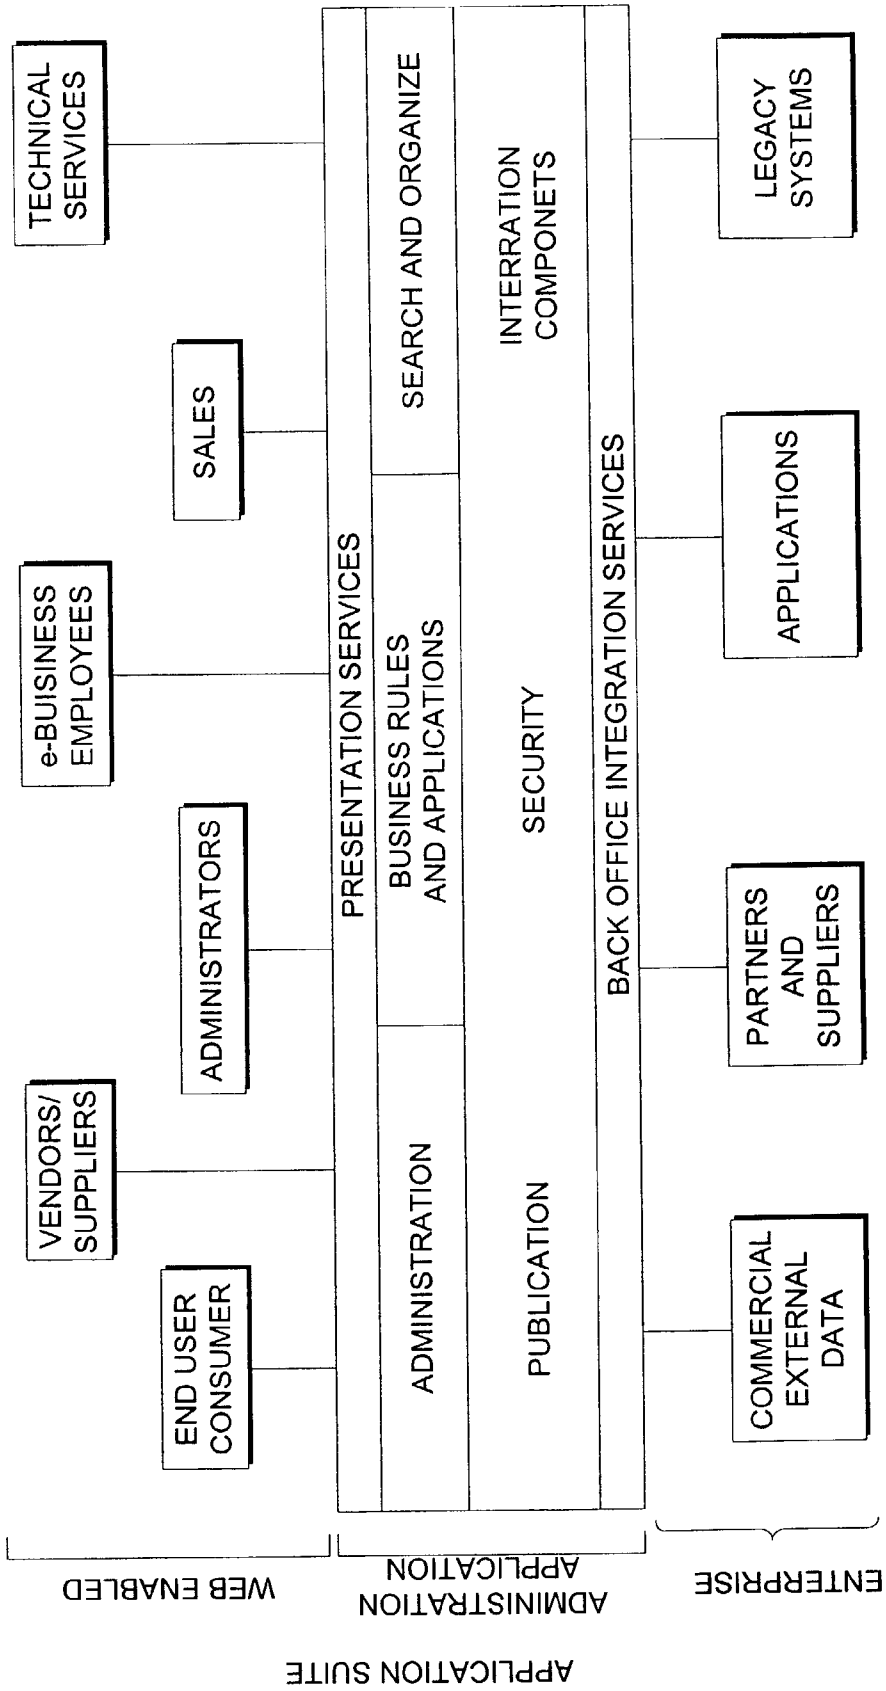 APPLICATION SUITE
WEB ENABLED
END USER
CONSUMER
VENDORS/
SUPPLIERS
ADMINISTRATORS
e-BUISINESS
EMPLOYEES
SALES
TECHNICAL
SERVICES
ADMINISTRATION
APPLICATION
APPLICATION
PRESENTATION SERVICES
ADMINISTRATION
BUSINESS RULES
AND APPLICATIONS
SEARCH AND ORGANIZE
PUBLICATION
SECURITY
INTERRATION
COMPONETS
BACK OFFICE INTEGRATION SERVICES
ENTERPRISE
COMMERCIAL
EXTERNAL
DATA
PARTNERS
AND
SUPPLIERS
APPLICATIONS
LEGACY
SYSTEMS